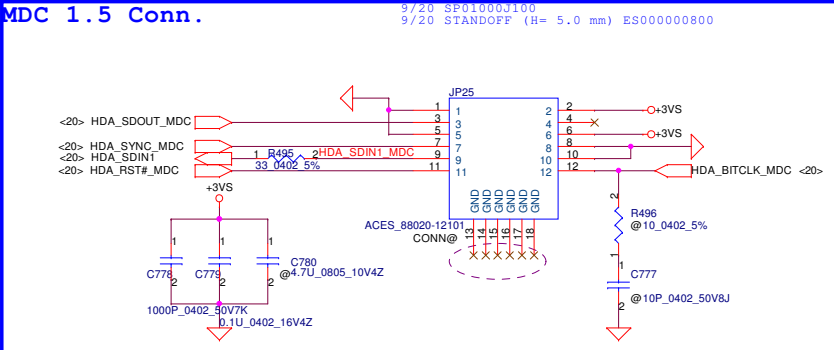 MDC 1.5 Conn.
9/20 SP01000J100
9/20 STANDOFF (H= 5.0 mm) ES000000800
JP25
1 1 2 2 +3VS
<20> HDA_SDOUT_MDC 3 3 4 4
5 5 6 6 +3VS
<20> HDA_SYNC_MDC 7 7 8 8
<20> HDA_SDIN1 1 R495 2 HDA_SDIN1_MDC 9 9 10 10
33_0402_5%
<20> HDA_RST#_MDC 11 11 12 12 HDA_BITCLK_MDC <20>
+3VS
GND GND GND GND GND GND
ACES_88020-12101
CONN@
13 14 15 16 17 18
2
R496
@10_0402_5%
1
1 1 1
C778 C779 C780
@4.7U_0805_10V4Z
2 2 2
1
C777
@10P_0402_50V8J
2
1000P_0402_50V7K
0.1U_0402_16V4Z